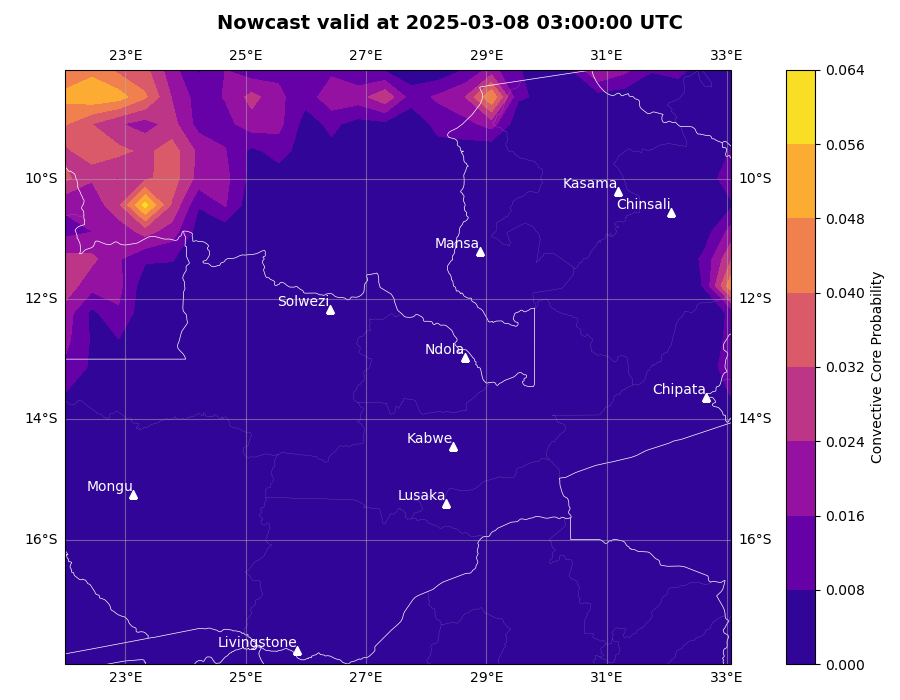 Nowcast valid at 2025-03-08 03:00:00 UTC
23°E 25°E 27°E 29°E 31°E 33°E
0.064
0.056
10°S 10°S
Kasama
Chinsali
0.048
Mansa
0.040
12°S 12°S
Solwezi
Ndola
0.032
Chipata
14°S 14°S
Kabwe
0.024
Mongu
Lusaka
0.016
16°S 16°S
0.008
Livingstone
0.000
23°E 25°E 27°E 29°E 31°E 33°E
Convective Core Probability